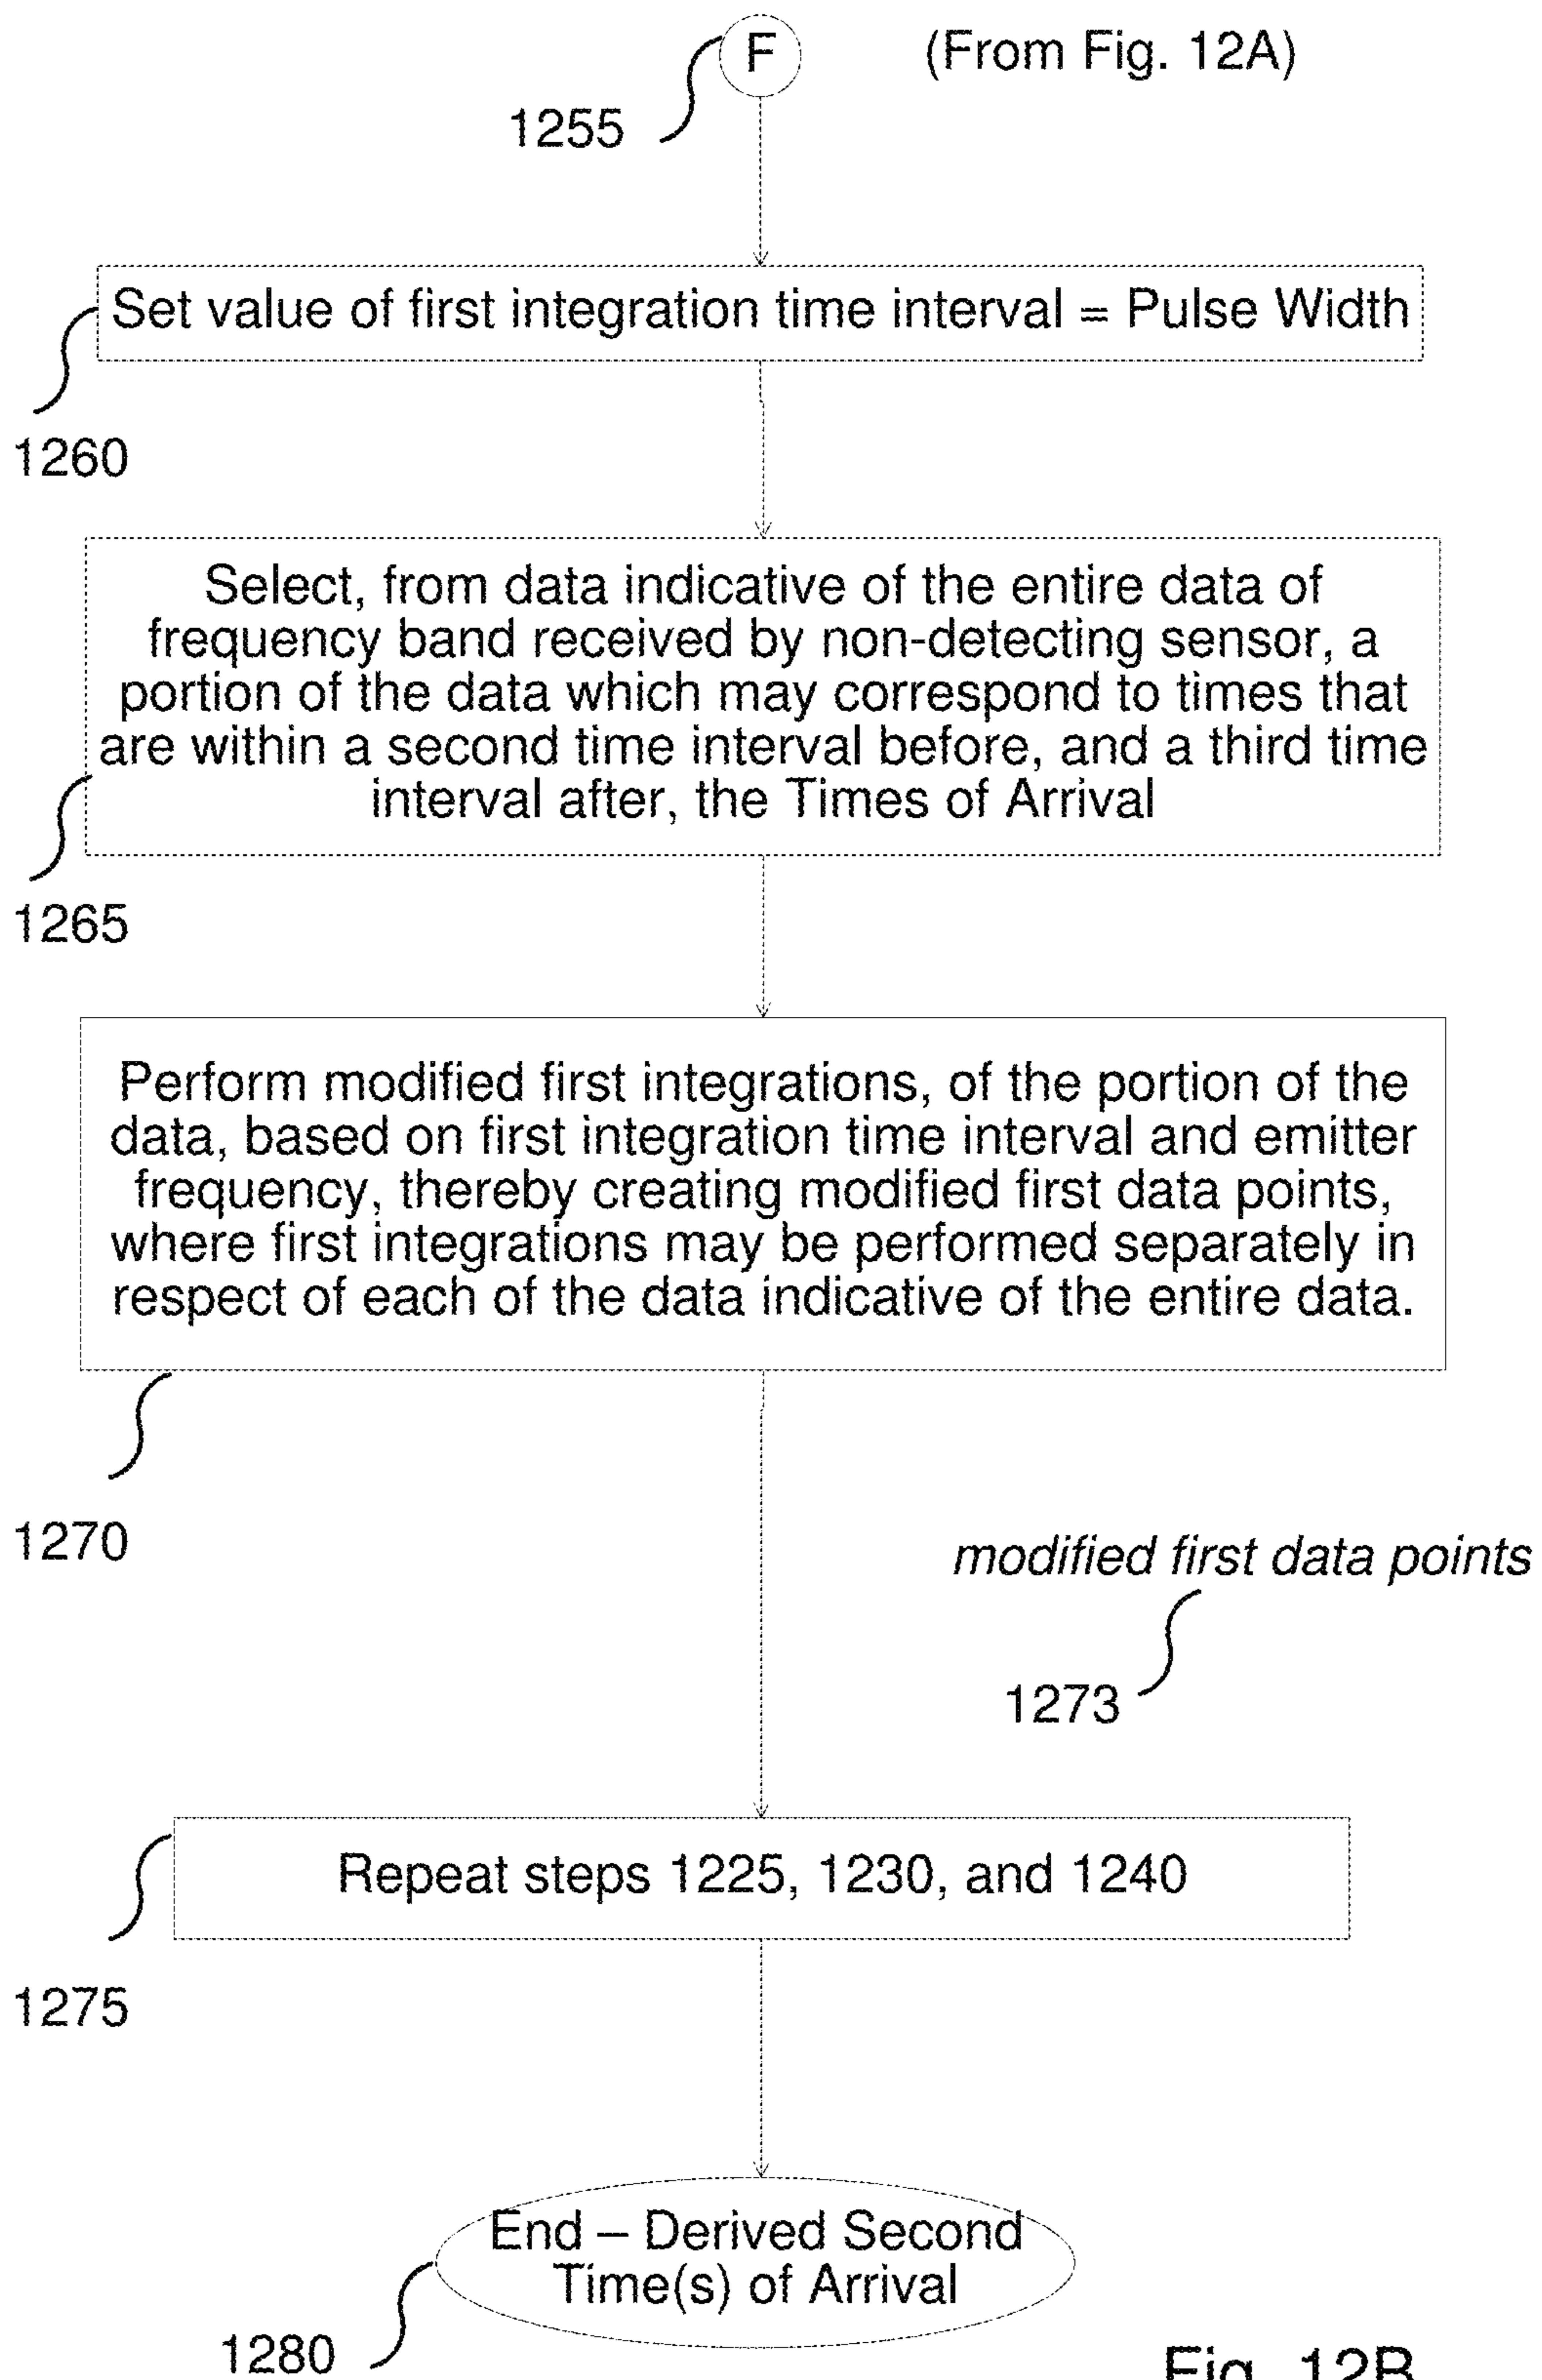 F
(From Fig. 12A)
1255
Set value of first integration time interval = Pulse Width
1260
Select, from data indicative of the entire data of
frequency band received by non-detecting sensor, a
portion of the data which may correspond to times that
are within a second time interval before, and a third time
interval after, the Times of Arrival
1265
Perform modified first integrations, of the portion of the
data, based on first integration time interval and emitter
frequency, thereby creating modified first data points,
where first integrations may be performed separately in
respect of each of the data indicative of the entire data.
1270
modified first data points
1273
Repeat steps 1225, 1230, and 1240
1275
End – Derived Second
Time(s) of Arrival
1280
Fig. 12B